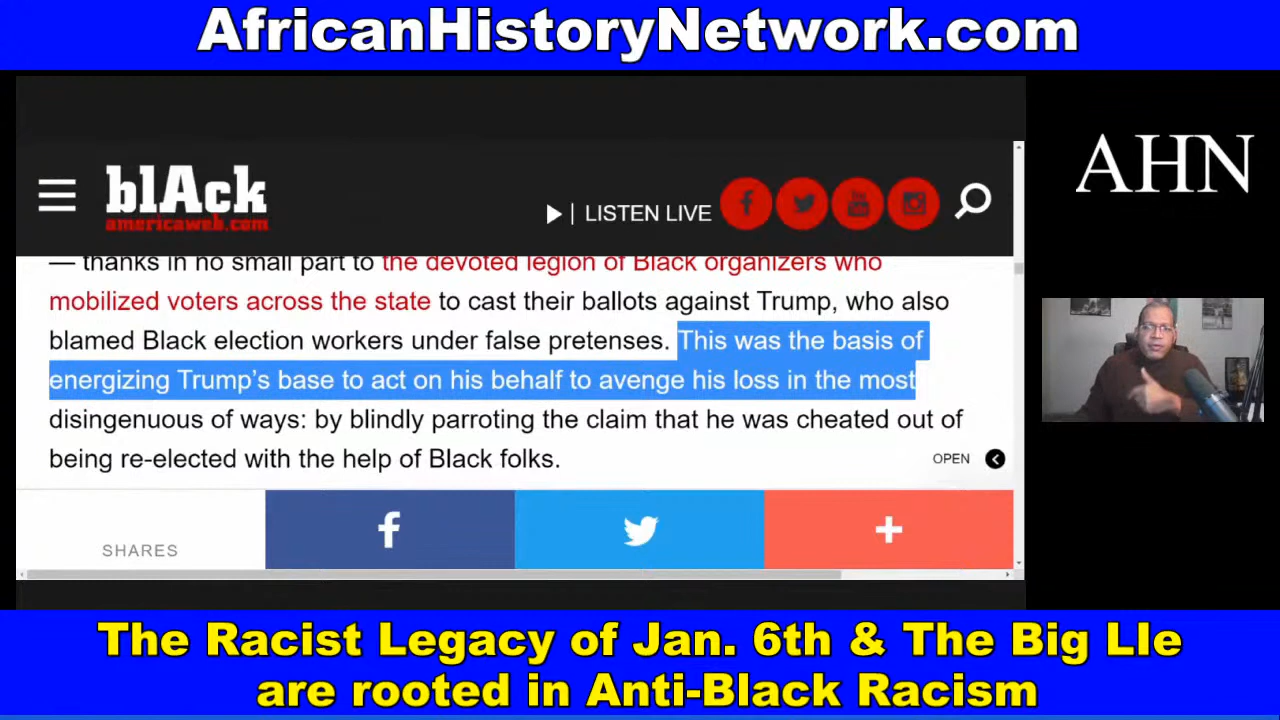 AfricanHistoryNetwork.com
AHN
blAck
americaweb.com
LISTEN LIVE
— thanks in no small part to the devoted legion of Black organizers who
mobilized voters across the state to cast their ballots against Trump, who also
blamed Black election workers under false pretenses. This was the basis of
energizing Trump's base to act on his behalf to avenge his loss in the most
disingenuous of ways: by blindly parroting the claim that he was cheated out of
being re-elected with the help of Black folks.
OPEN
SHARES
The Racist Legacy of Jan. 6th & The Big LIe
are rooted in Anti-Black Racism